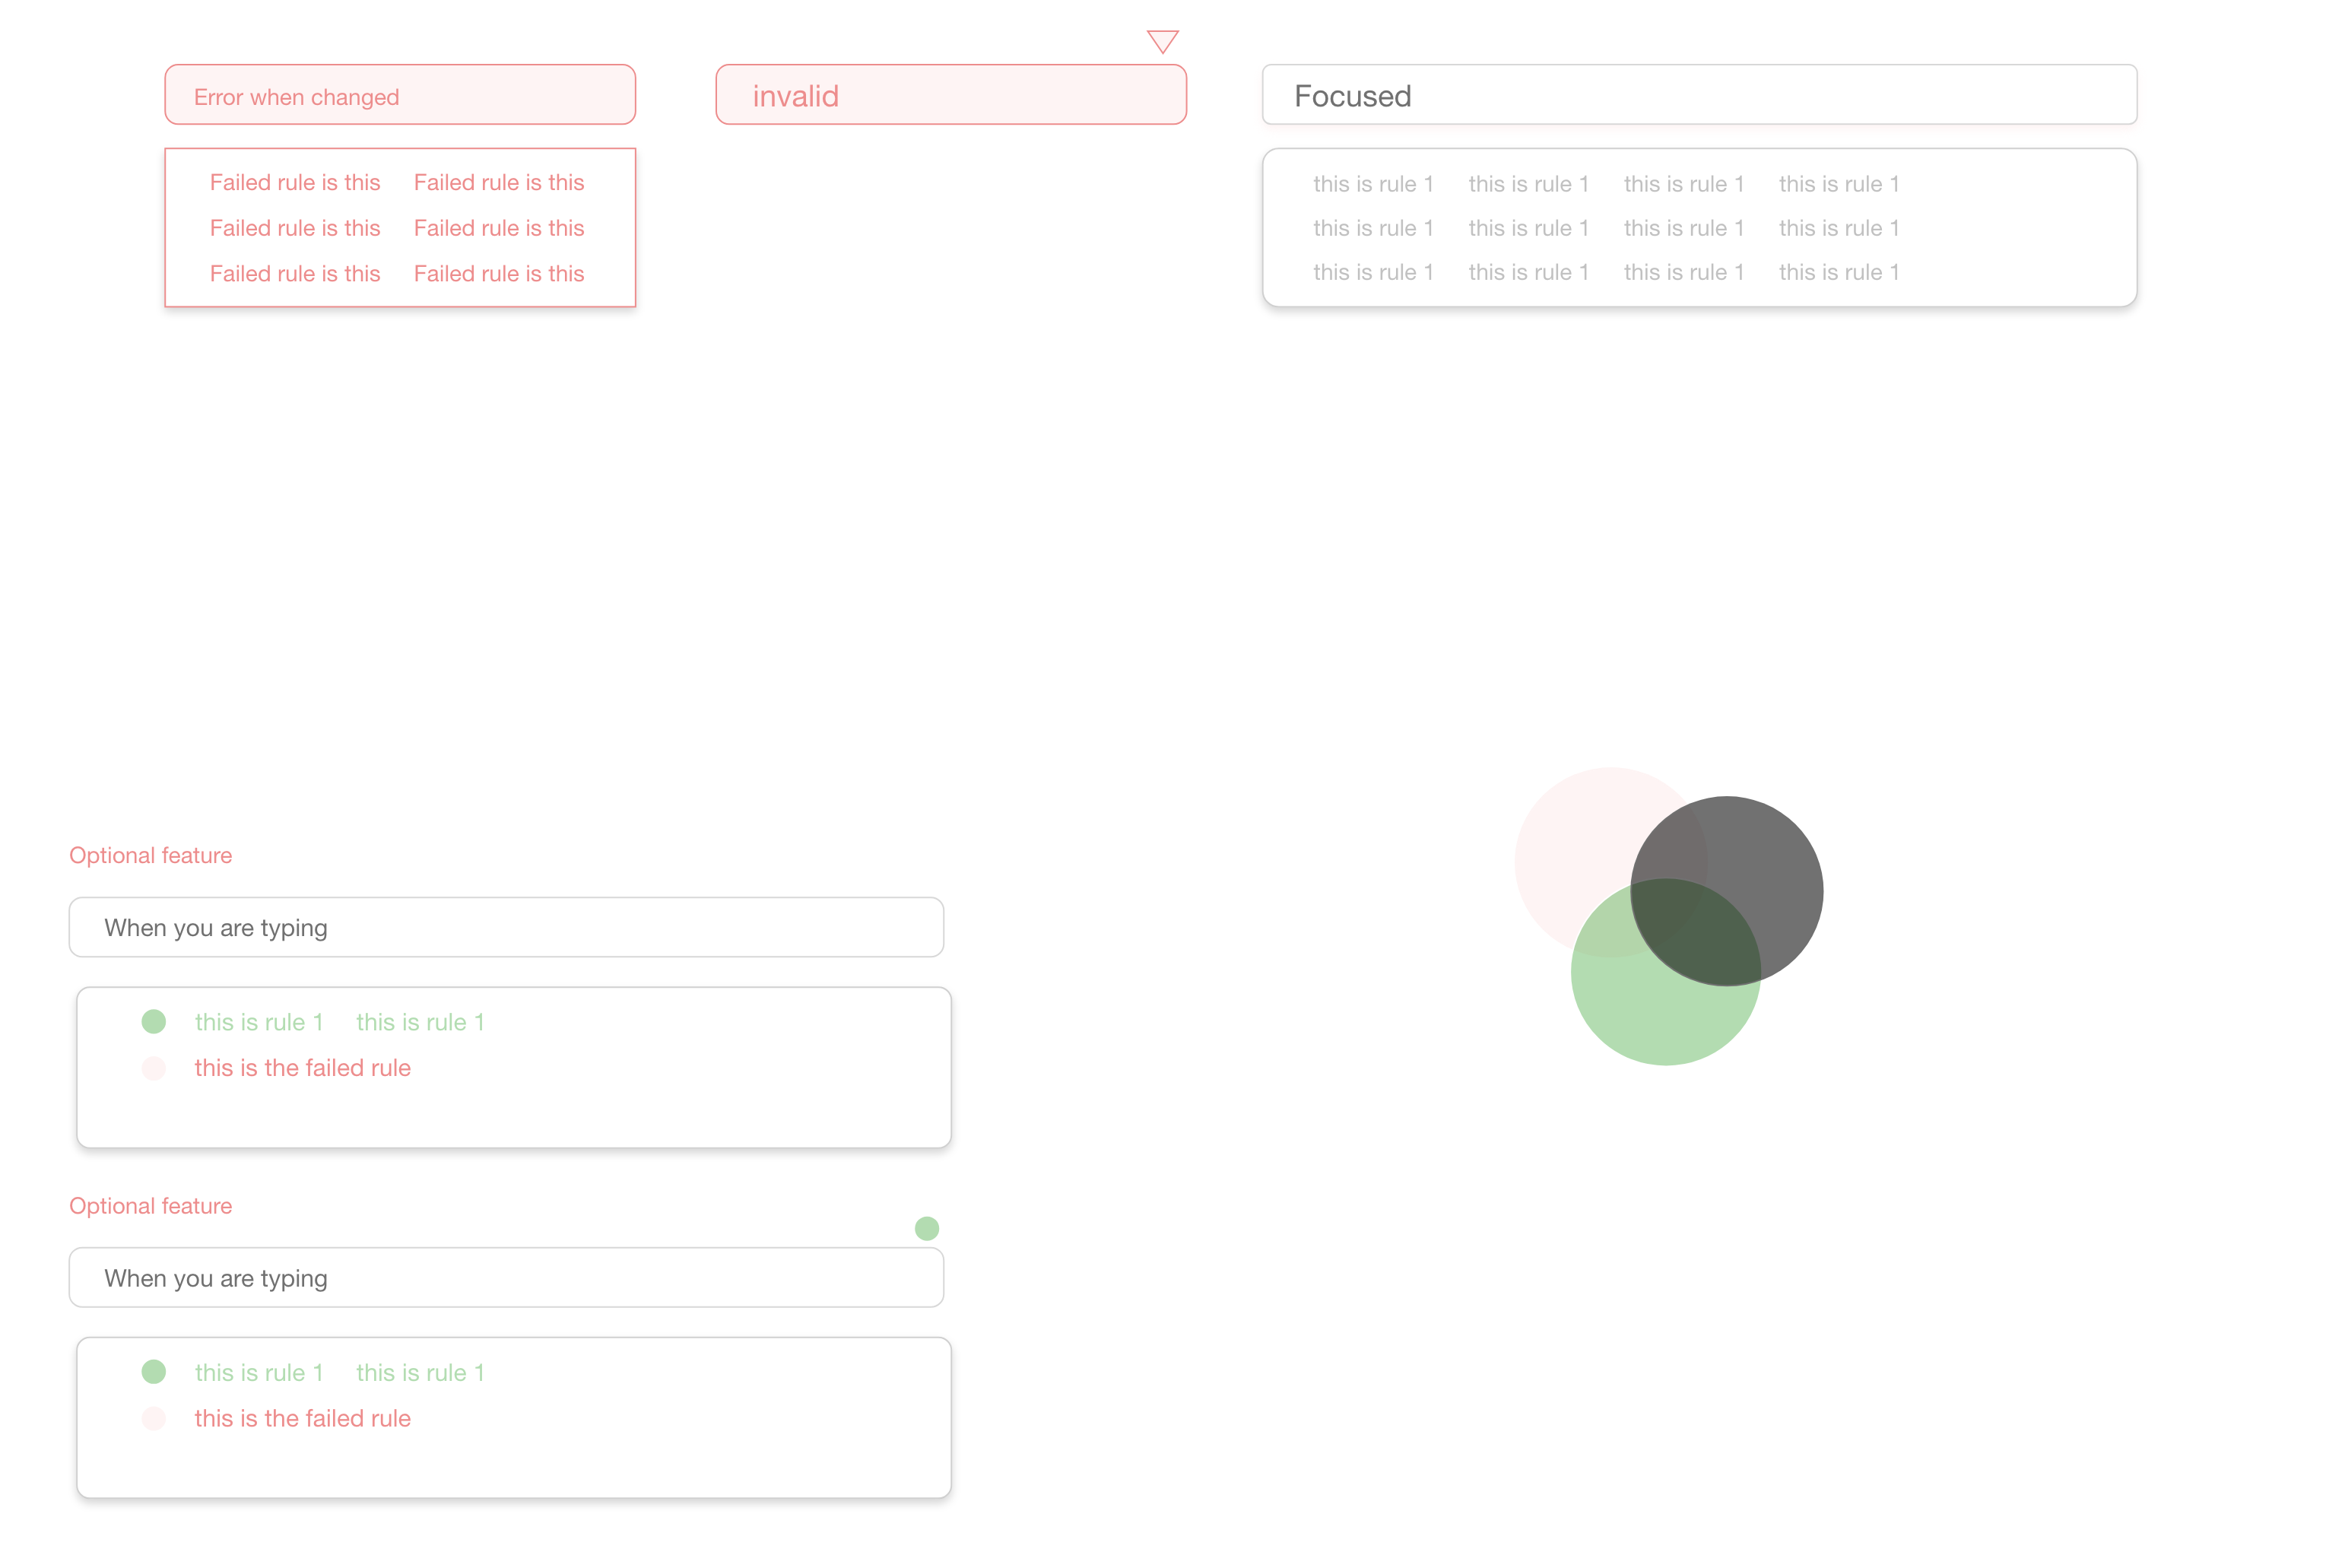 Error when changed
invalid
Focused
Failed rule is this Failed rule is this
Failed rule is this Failed rule is this
Failed rule is this Failed rule is this
this is rule 1 this is rule 1 this is rule 1 this is rule 1
this is rule 1 this is rule 1 this is rule 1 this is rule 1
this is rule 1 this is rule 1 this is rule 1 this is rule 1
Optional feature
When you are typing
this is rule 1 this is rule 1
this is the failed rule
Optional feature
When you are typing
this is rule 1 this is rule 1
this is the failed rule